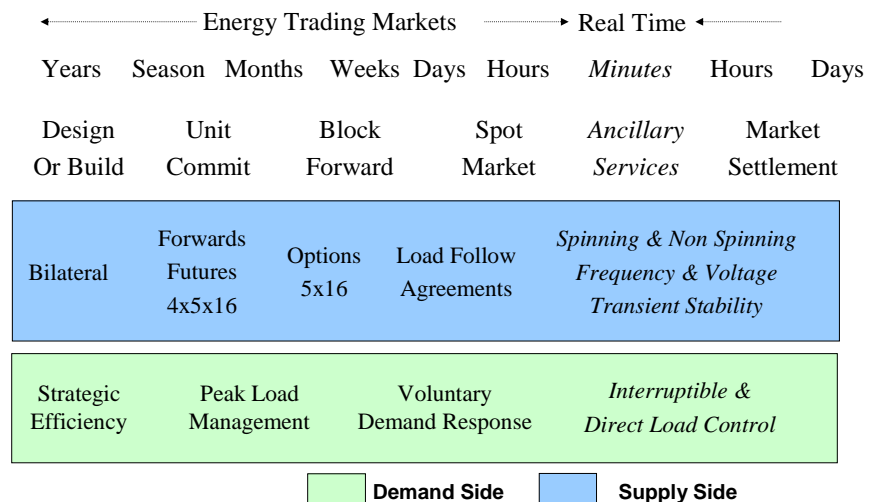 Energy Trading Markets Real Time
Years Season Months Weeks Days Hours Minutes Hours Days
Design Unit Block Spot Ancillary Market
Or Build Commit Forward Market Services Settlement
Bilateral
Forwards
Futures
4x5x16
Options
5x16
Load Follow
Agreements
Spinning & Non Spinning
Frequency & Voltage
Transient Stability
Strategic
Efficiency
Peak Load
Management
Voluntary
Demand Response
Interruptible &
Direct Load Control
Demand Side Supply Side